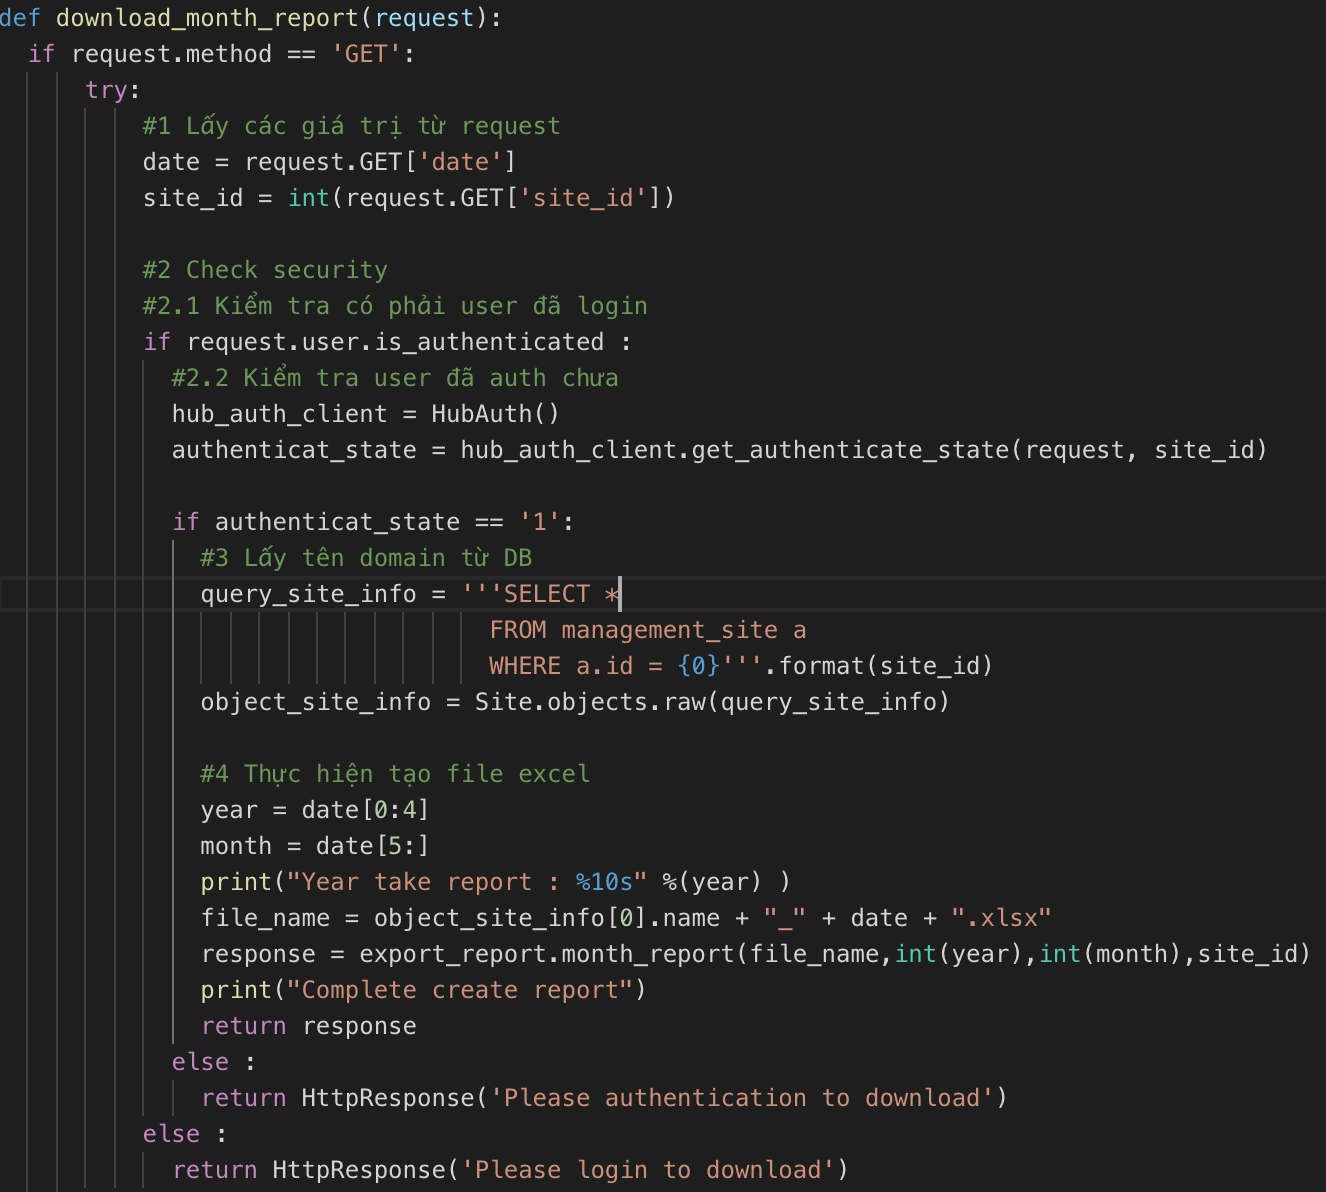 def download_month_report(request):
if request.method == 'GET':
try:
#1 Lấy các giá trị từ request
date = request.GET['date']
site_id = int(request.GET['site_id'])
#2 Check security
#2.1 Kiểm tra có phải user đã login
if request.user.is_authenticated :
#2.2 Kiểm tra user đã auth chưa
hub_auth_client = HubAuth()
authenticat_state = hub_auth_client.get_authenticate_state(request, site_id)
if authenticat_state == '1':
#3 Lấy tên domain từ DB
query_site_info = '''SELECT *
FROM management_site a
WHERE a.id = {0}'''.format(site_id)
object_site_info = Site.objects.raw(query_site_info)
#4 Thực hiện tạo file excel
year = date[0:4]
month = date[5:]
print("Year take report : %10s" %(year) )
file_name = object_site_info[0].name + "_" + date + ".xlsx"
response = export_report.month_report(file_name,int(year),int(month),site_id)
print("Complete create report")
return response
else :
return HttpResponse('Please authentication to download')
else :
return HttpResponse('Please login to download')